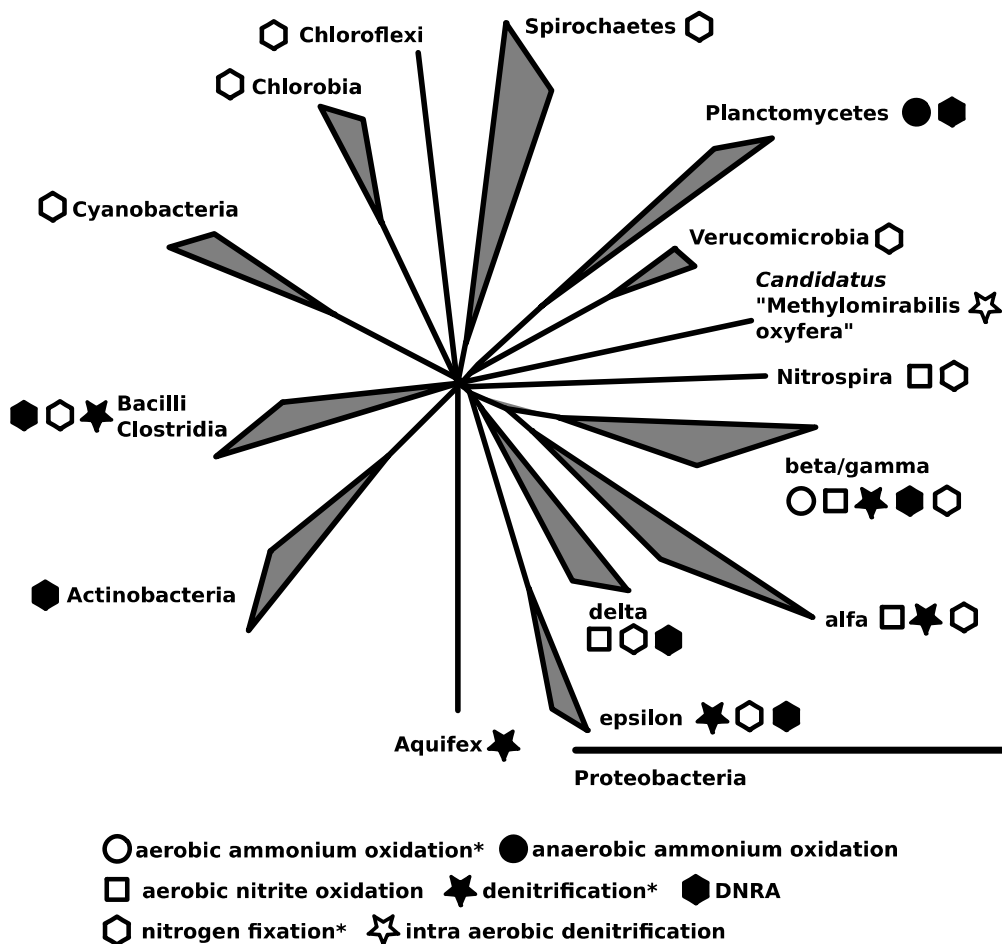 Chloroflexi
Spirochaetes
Chlorobia
Planctomycetes
Cyanobacteria
Verucomicrobia
Candidatus
"Methylomirabilis
oxyfera"
Nitrospira
Bacilli
Clostridia
beta/gamma
Actinobacteria
delta
alfa
epsilon
Aquifex
Proteobacteria
aerobic ammonium oxidation* anaerobic ammonium oxidation
aerobic nitrite oxidation denitrification* DNRA
nitrogen fixation* intra aerobic denitrification